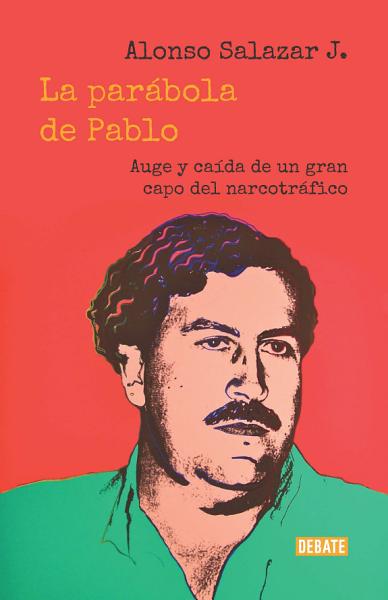 Alonso Salazar J.
La parábola
de Pablo
Auge y caída de un gran
capo del narcotráfico
DEBATE